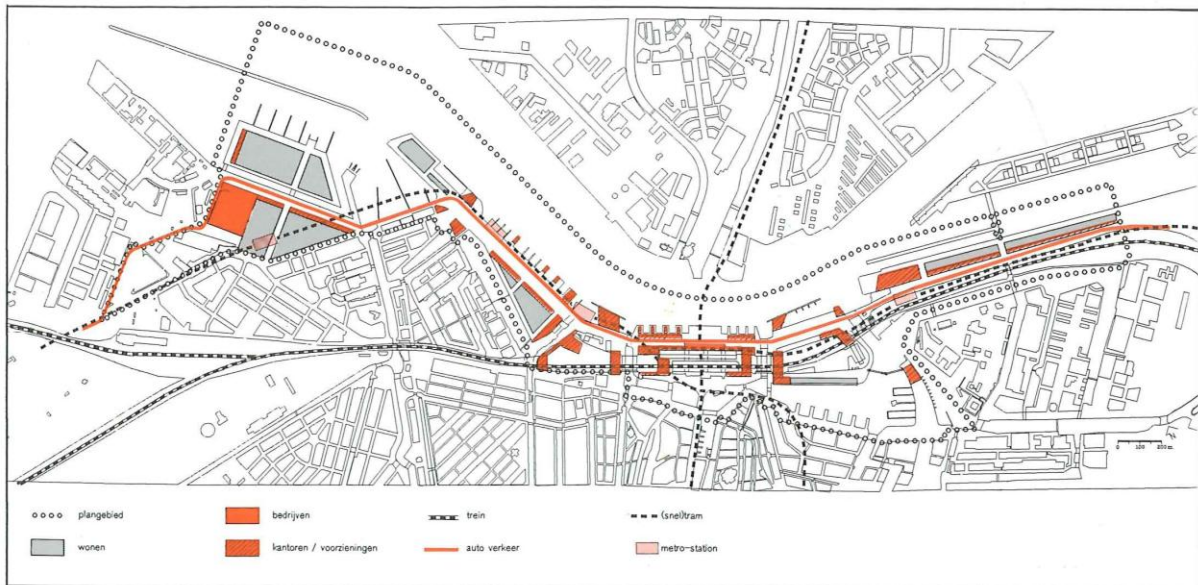 0 100 200 m.
plangebied
bedrijven
trein
(snel)tram
wonen
kantoren / voorzieningen
auto verkeer
metro-station